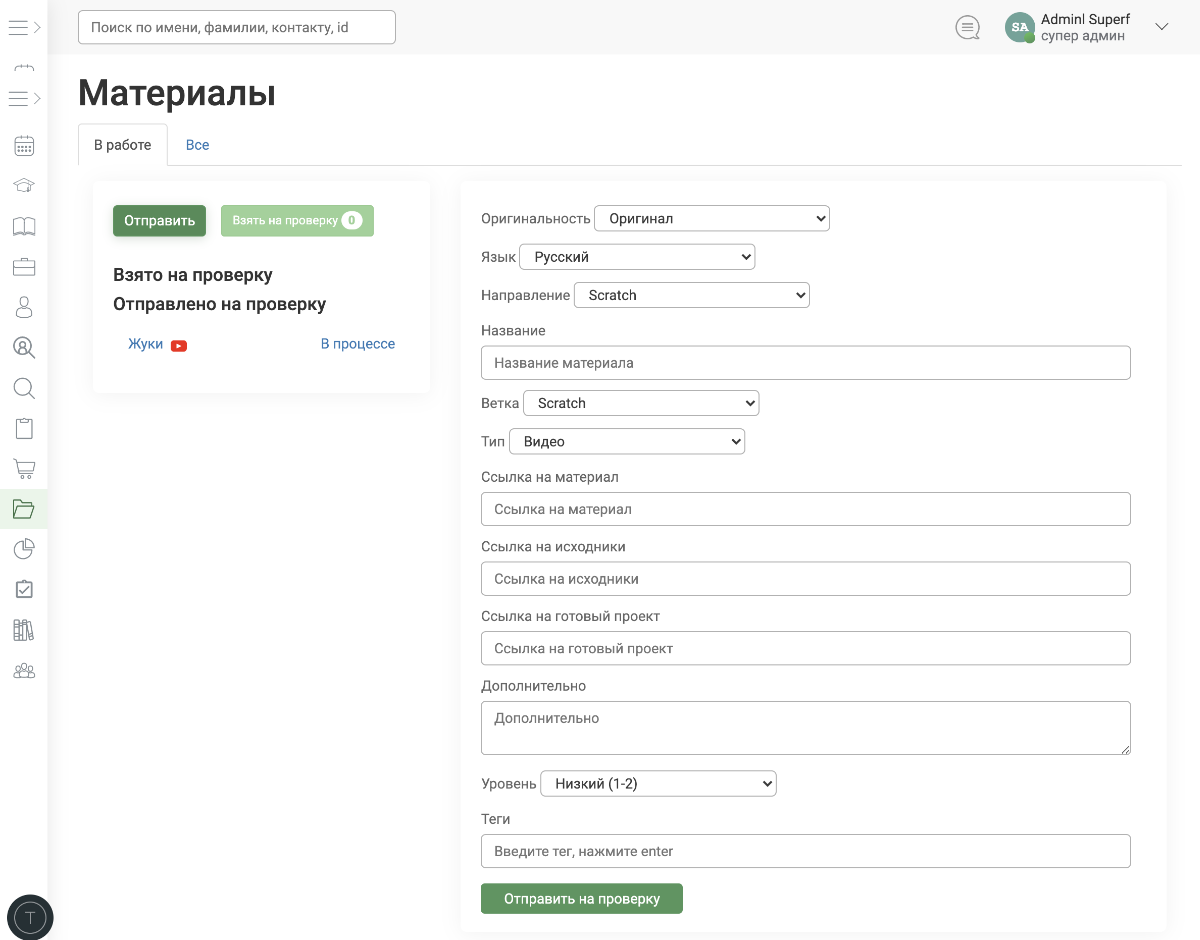 Поиск по имени, фамилии, контакту, id
SA
Adminl Superf
супер админ
Материалы
В работе
Все
Отправить
Взять на проверку 0
Взято на проверку
Отправлено на проверку
Жуки
В процессе
Оригинальность Оригинал
Язык Русский
Направление Scratch
Название
Название материала
Ветка Scratch
Тип Видео
Ссылка на материал
Ссылка на материал
Ссылка на исходники
Ссылка на исходники
Ссылка на готовый проект
Ссылка на готовый проект
Дополнительно
Дополнительно
Уровень Низкий (1-2)
Теги
Введите тег, нажмите enter
Отправить на проверку
T